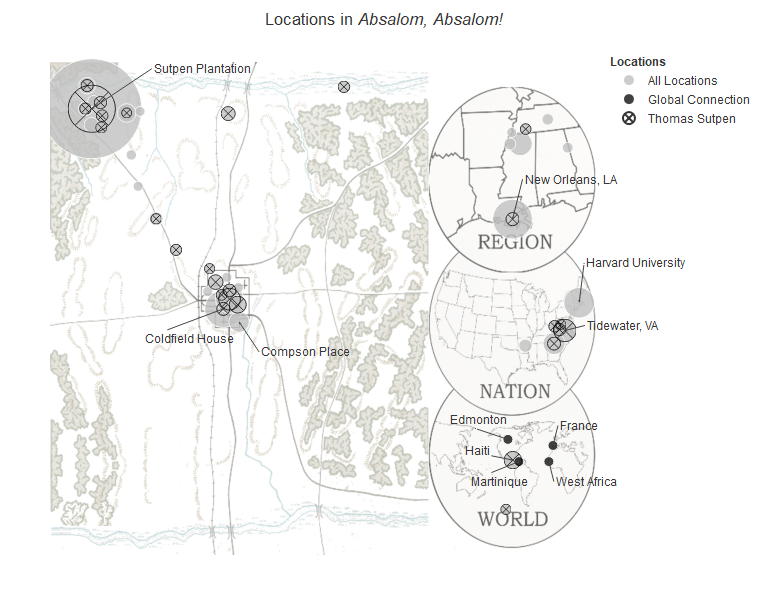 Locations in Absalom, Absalom!
Locations
All Locations
Global Connection
Thomas Sutpen
Sutpen Plantation
New Orleans, LA
REGION
Harvard University
Tidewater, VA
Coldfield House
Compson Place
NATION
Edmonton
France
Haiti
Martinique
West Africa
WORLD